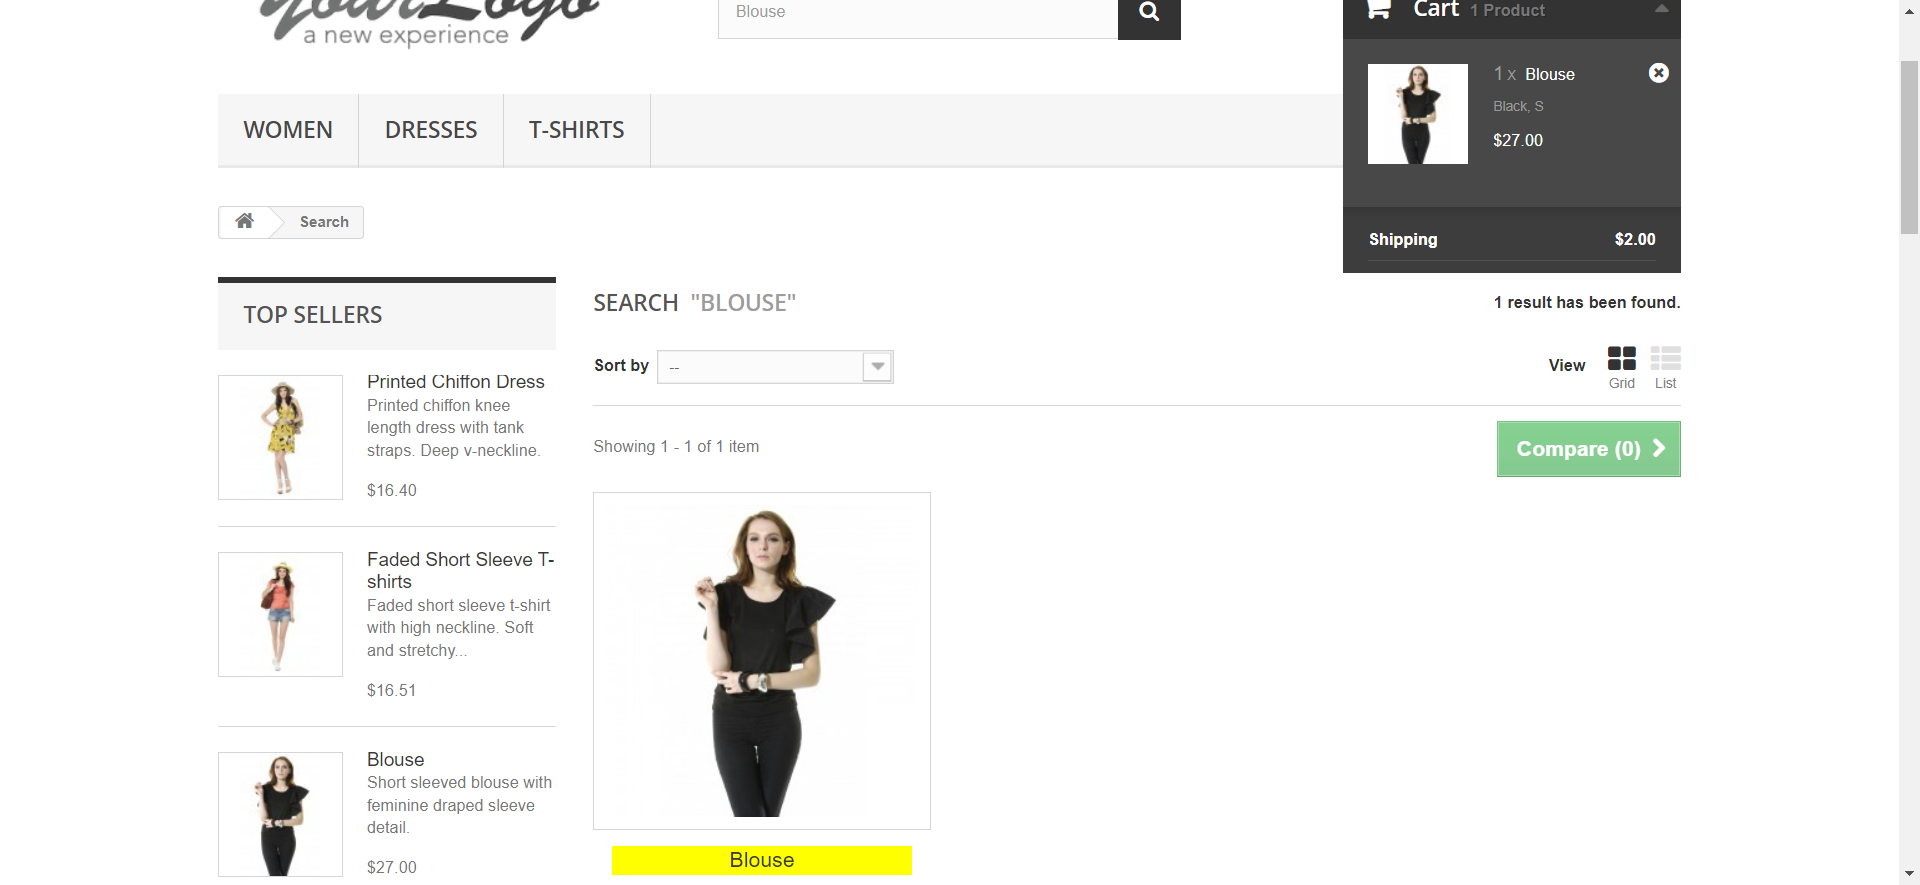 yourLogo
a new experience
Blouse
Cart 1 Product
1 x Blouse
Black, S
$27.00
Shipping $2.00
WOMEN DRESSES T-SHIRTS
Search
TOP SELLERS
Printed Chiffon Dress
Printed chiffon knee
length dress with tank
straps. Deep v-neckline.
$16.40
Faded Short Sleeve T-
shirts
Faded short sleeve t-shirt
with high neckline. Soft
and stretchy...
$16.51
Blouse
Short sleeved blouse with
feminine draped sleeve
detail.
$27.00
SEARCH "BLOUSE"
1 result has been found.
Sort by --
View
Grid
List
Showing 1 - 1 of 1 item
Compare (0)
Blouse